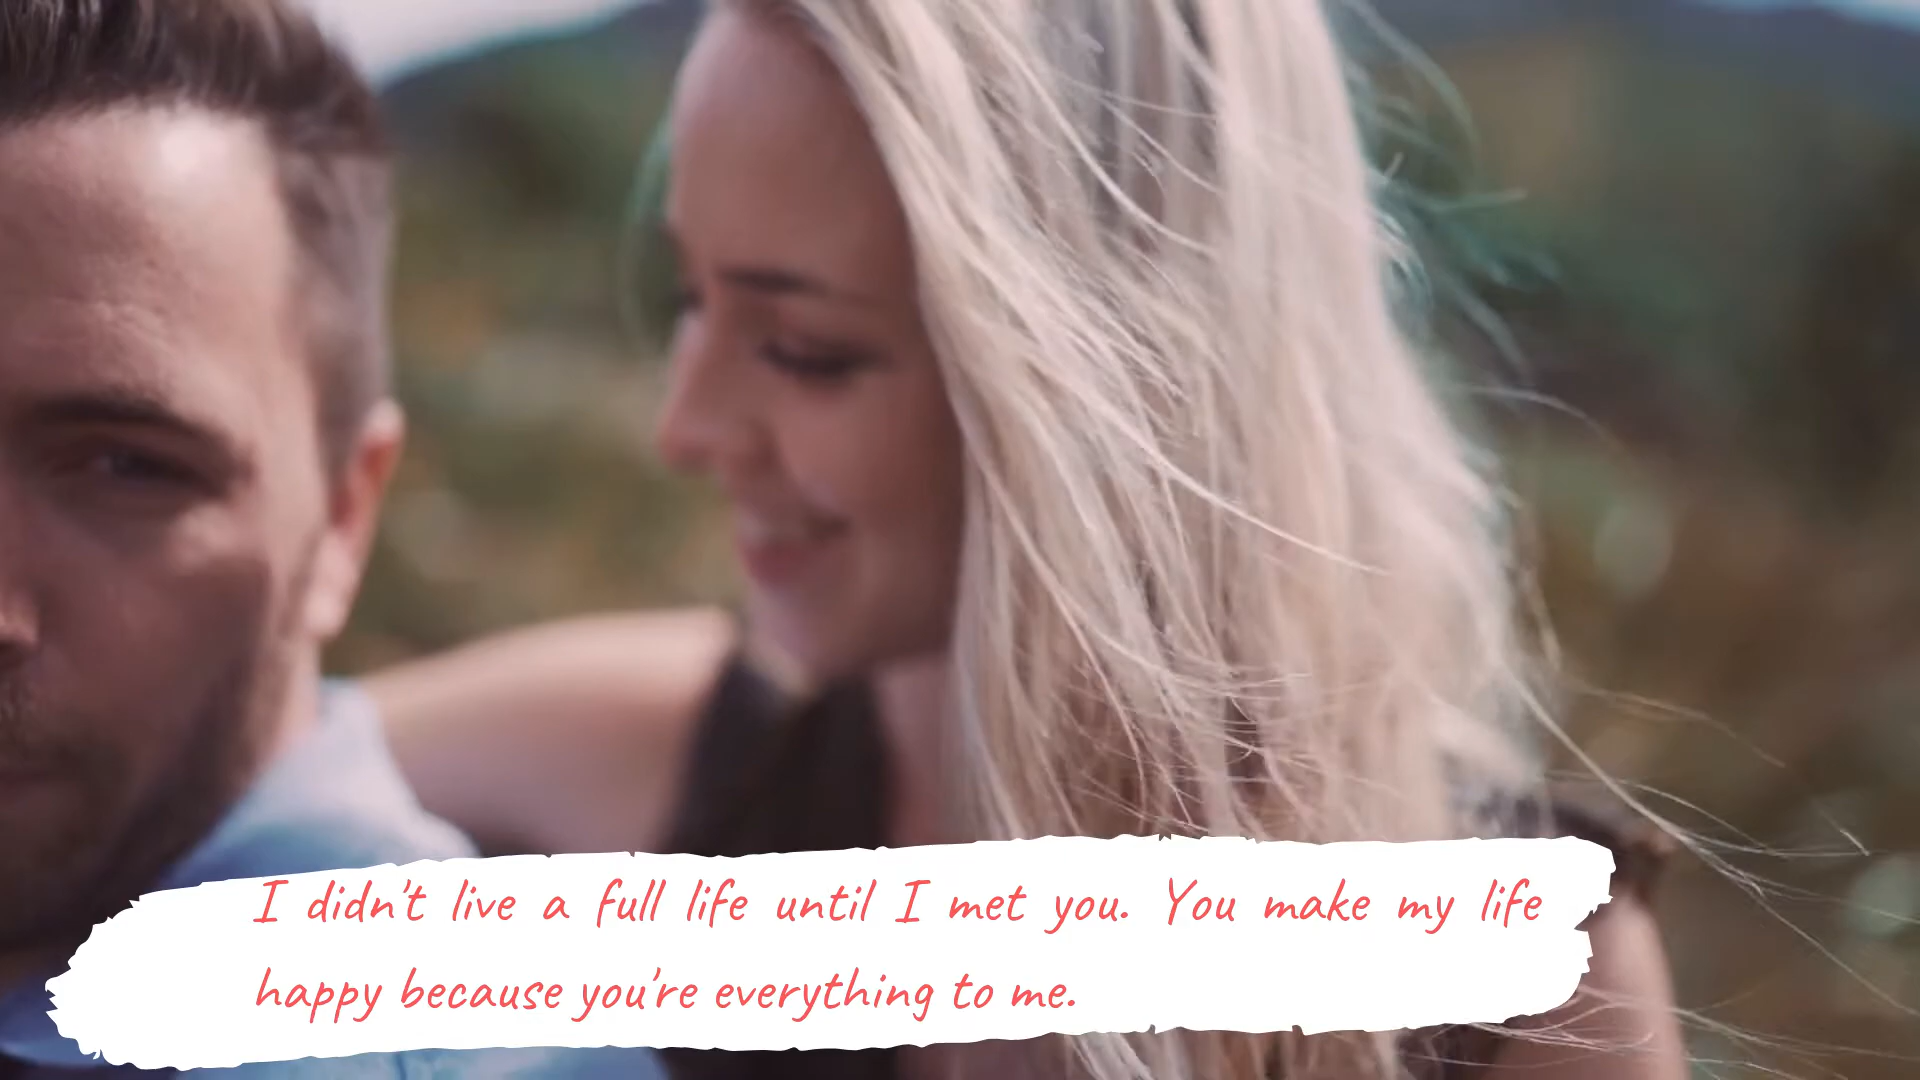 I didn't live a full life until I met you. You make my life
happy because you're everything to me.